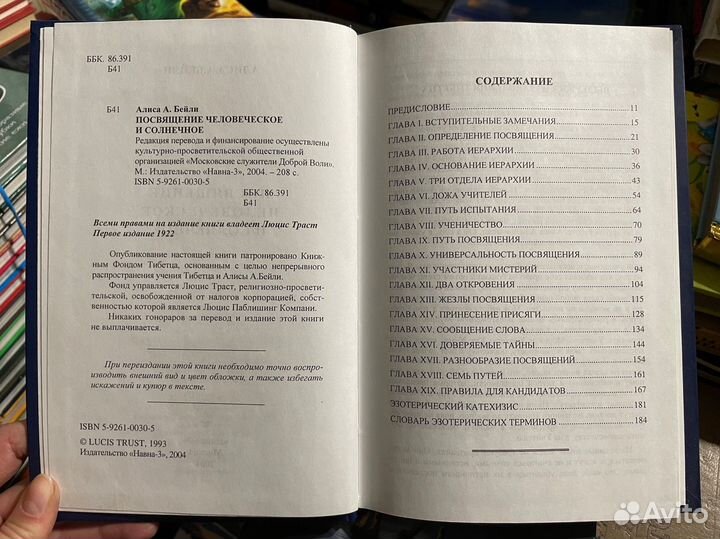 ББК. 86.391
Б41
Б41 Алиса А. Бейли
ПОСВЯЩЕНИЕ ЧЕЛОВЕЧЕСКОЕ
И СОЛНЕЧНОЕ
Редакция перевода и финансирование осуществлены
культурно-просветительской общественной
организацией «Московские служители Доброй Воли».
М.: Издательство «Навна-3», 2004. – 208 с.
ISBN 5-9261-0030-5
ББК. 86.391
Б41
Всеми правами на издание книги владеет Люцис Траст
Первое издание 1922
Опубликование настоящей книги патронировано Книж-
ным Фондом Тибетца, основанным с целью непрерывного
распространения учения Тибетца и Алисы А.Бейли.
Фонд управляется Люцис Траст, религиозно-просвети-
тельской, освобожденной от налогов корпорацией, соб-
ственностью которой является Люцис Паблишинг Компани.
Никаких гонораров за перевод и издание этой книги
не выплачивается.
При переиздании этой книги необходимо точно воспро-
изводить внешний вид и цвет обложки, а также избегать
искажений и купюр в тексте.
ISBN 5-9261-0030-5
© LUCIS TRUST, 1993
Издательство «Навна-3», 2004
СОДЕРЖАНИЕ
ПРЕДИСЛОВИЕ 11
ГЛАВА I. ВСТУПИТЕЛЬНЫЕ ЗАМЕЧАНИЯ 15
ГЛАВА II. ОПРЕДЕЛЕНИЕ ПОСВЯЩЕНИЯ 21
ГЛАВА III. РАБОТА ИЕРАРХИИ 30
ГЛАВА IV. ОСНОВАНИЕ ИЕРАРХИИ 36
ГЛАВА V. ТРИ ОТДЕЛА ИЕРАРХИИ 43
ГЛАВА VI. ЛОЖА УЧИТЕЛЕЙ 54
ГЛАВА VII. ПУТЬ ИСПЫТАНИЯ 64
ГЛАВА VIII. УЧЕНИЧЕСТВО 70
ГЛАВА IX. ПУТЬ ПОСВЯЩЕНИЯ 79
ГЛАВА X. УНИВЕРСАЛЬНОСТЬ ПОСВЯЩЕНИЯ 89
ГЛАВА XI. УЧАСТНИКИ МИСТЕРИЙ 94
ГЛАВА XII. ДВА ОТКРОВЕНИЯ 104
ГЛАВА XIII. ЖЕЗЛЫ ПОСВЯЩЕНИЯ 115
ГЛАВА XIV. ПРИНЕСЕНИЕ ПРИСЯГИ 128
ГЛАВА XV. СООБЩЕНИЕ СЛОВА 134
ГЛАВА XVI. ДОВЕРЯЕМЫЕ ТАЙНЫ 144
ГЛАВА XVII. РАЗНООБРАЗИЕ ПОСВЯЩЕНИЙ 154
ГЛАВА XVIII. СЕМЬ ПУТЕЙ 161
ГЛАВА XIX. ПРАВИЛА ДЛЯ КАНДИДАТОВ 167
ЭЗОТЕРИЧЕСКИЙ КАТЕХИЗИС 181
СЛОВАРЬ ЭЗОТЕРИЧЕСКИХ ТЕРМИНОВ 184
Avito